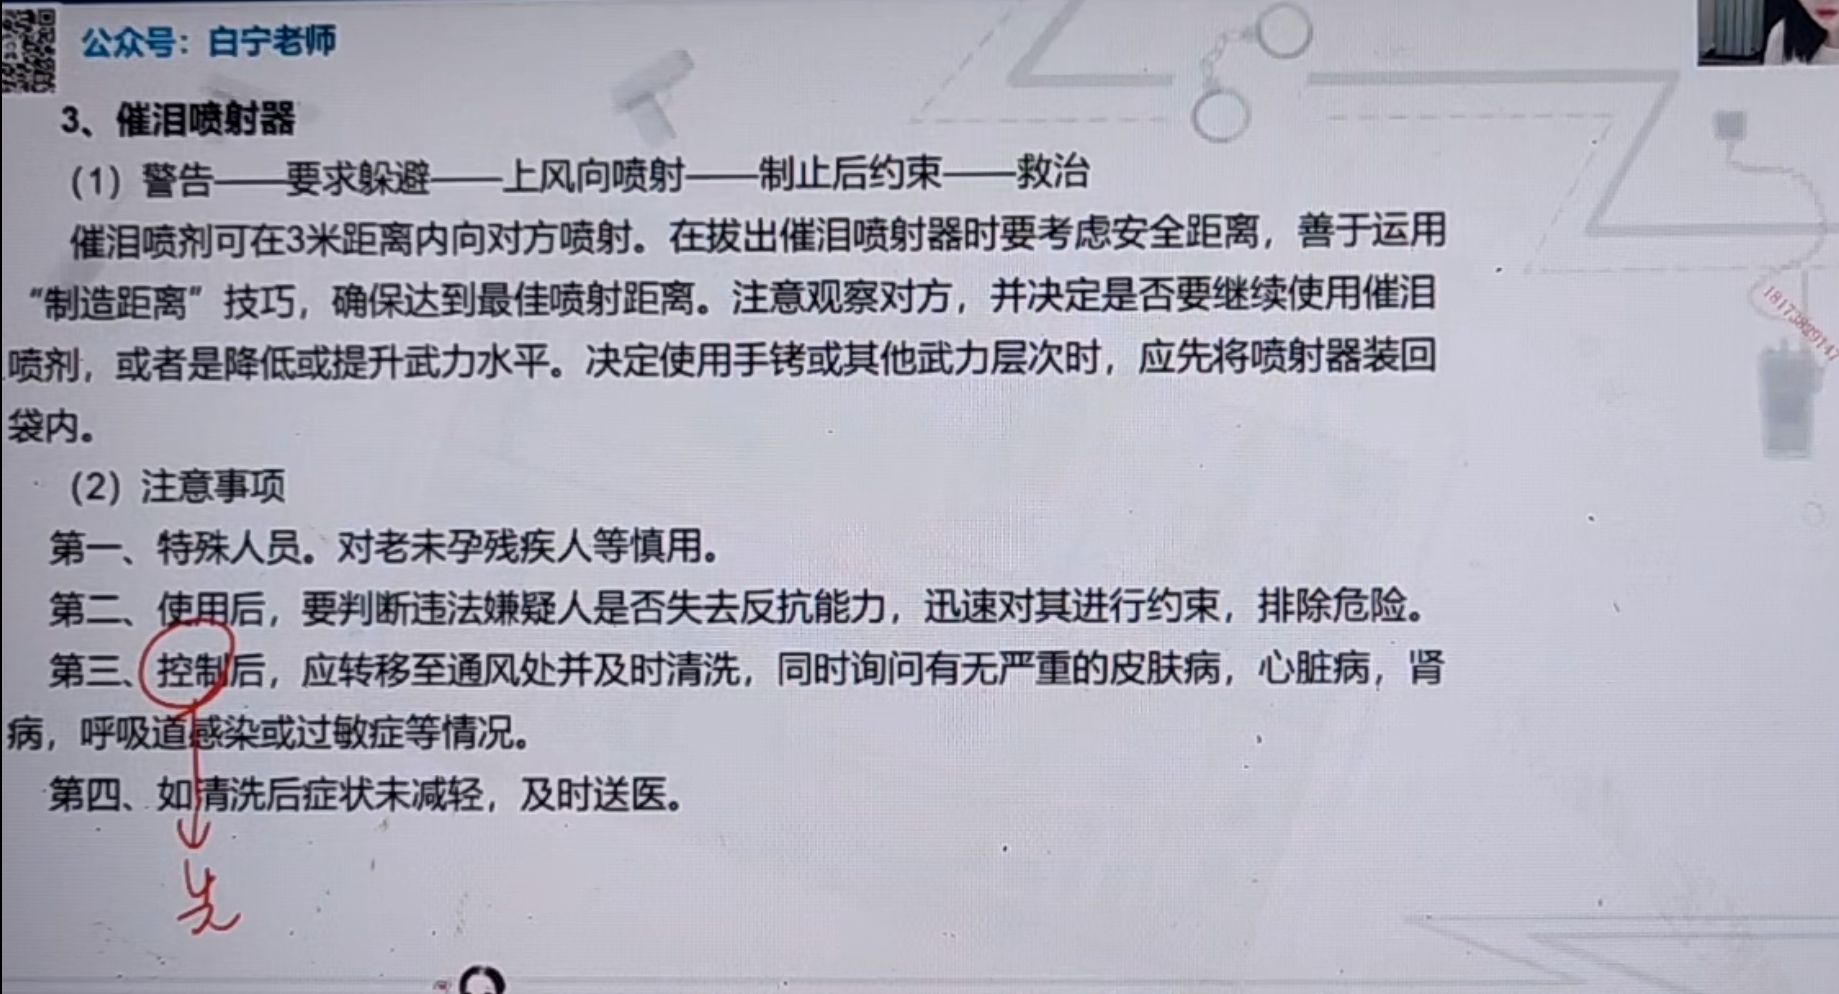 公众号：白宁老师
3、催泪喷射器
（1）警告——要求躲避——上风向喷射——制止后约束——救治
催泪喷剂可在3米距离内向对方喷射。在拔出催泪喷射器时要考虑安全距离，善于运用
“制造距离”技巧，确保达到最佳喷射距离。注意观察对方，并决定是否要继续使用催泪
喷剂，或者是降低或提升武力水平。决定使用手铐或其他武力层次时，应先将喷射器装回
袋内。
（2）注意事项
第一、特殊人员。对老未孕残疾人等慎用。
第二、使用后，要判断违法嫌疑人是否失去反抗能力，迅速对其进行约束，排除危险。
第三、控制后，应转移至通风处并及时清洗，同时询问有无严重的皮肤病，心脏病，肾
病，呼吸道感染或过敏症等情况。
第四、如清洗后症状未减轻，及时送医。
先